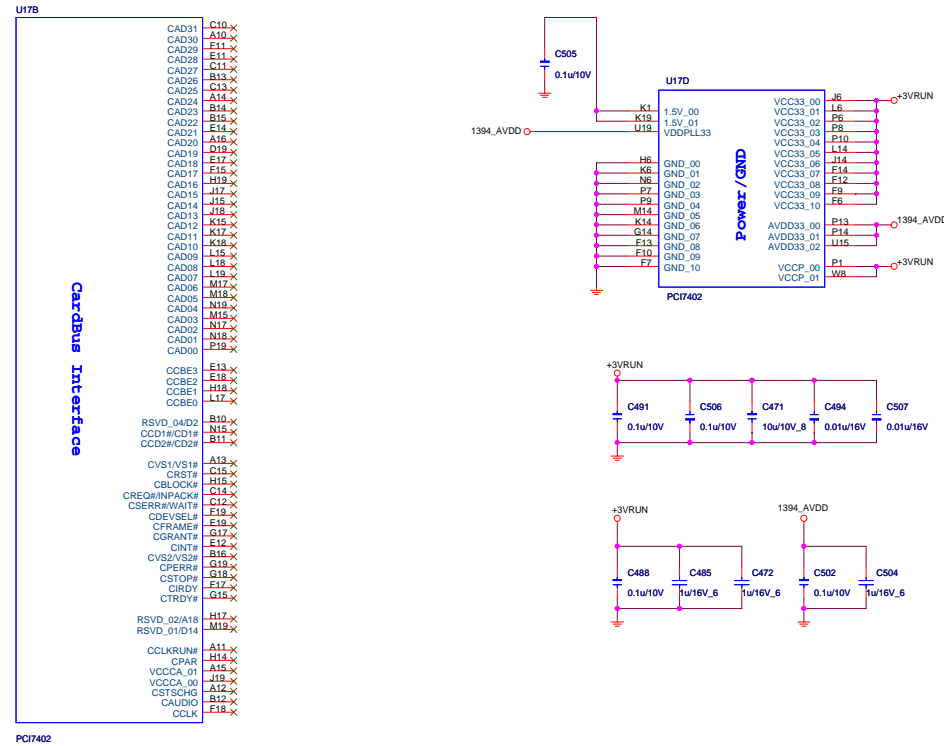 U17B
CAD31 C10
CAD30 A10
CAD29 F11
CAD28 E11
CAD27 C11
CAD26 B13
CAD25 C13
CAD24 A14
CAD23 B14
CAD22 B15
CAD21 E14
CAD20 A16
CAD19 D19
CAD18 E17
CAD17 F15
CAD16 H19
CAD15 J17
CAD14 J15
CAD13 J18
CAD12 K15
CAD11 K17
CAD10 K18
CAD09 L15
CAD08 L18
CAD07 L19
CAD06 M17
CAD05 M18
CAD04 N19
CAD03 M15
CAD02 N17
CAD01 N18
CAD00 P19
CCBE3 E13
CCBE2 E18
CCBE1 H18
CCBE0 L17
RSVD_04/D2 B10
CCD1#/CD1# N15
CCD2#/CD2# B11
CVS1/VS1# A13
CRST# C15
CBLOCK# H15
CREQ#/INPACK# C14
CSERR#/WAIT# C12
CDEVSEL# F19
CFRAME# E19
CGRANT# G17
CINT# E12
CVS2/VS2# B16
CPERR# G19
CSTOP# G18
CIRDY F17
CTRDY# G15
RSVD_02/A18 H17
RSVD_01/D14 M19
CCLKRUN# A11
CPAR H14
VCCCA_01 A15
VCCCA_00 J19
CSTSCHG A12
CAUDIO B12
CCLK F18
CardBus Interface
PCI7402
C505
0.1u/10V
U17D
K1 1.5V_00
K19 1.5V_01
1394_AVDD U19 VDDPLL33
H6 GND_00
K6 GND_01
N6 GND_02
P7 GND_03
P9 GND_04
M14 GND_05
K14 GND_06
G14 GND_07
F13 GND_08
F10 GND_09
F7 GND_10
Power/GND
VCC33_00 J6 +3VRUN
VCC33_01 L6
VCC33_02 P6
VCC33_03 P8
VCC33_04 P10
VCC33_05 L14
VCC33_06 J14
VCC33_07 F14
VCC33_08 F12
VCC33_09 F9
VCC33_10 F6
AVDD33_00 P13 1394_AVDD
AVDD33_01 P14
AVDD33_02 U15
VCCP_00 P1 +3VRUN
VCCP_01 W8
PCI7402
+3VRUN
C491 C506 C471 C494 C507
0.1u/10V 0.1u/10V 10u/10V_8 0.01u/16V 0.01u/16V
+3VRUN 1394_AVDD
C488 C485 C472 C502 C504
0.1u/10V 1u/16V_6 1u/16V_6 0.1u/10V 1u/16V_6